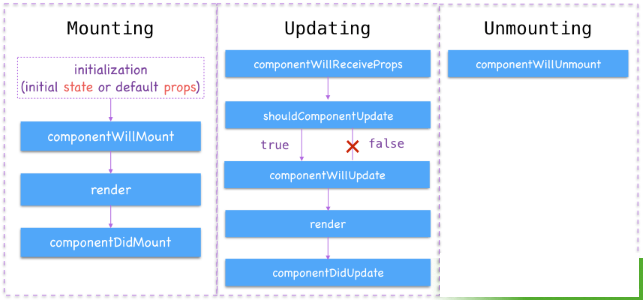 Mounting
initialization
(initial state or default props)
componentWillMount
render
componentDidMount
Updating
componentWillReceiveProps
shouldComponentUpdate
true
false
componentWillUpdate
render
componentDidUpdate
Unmounting
componentWillUnmount